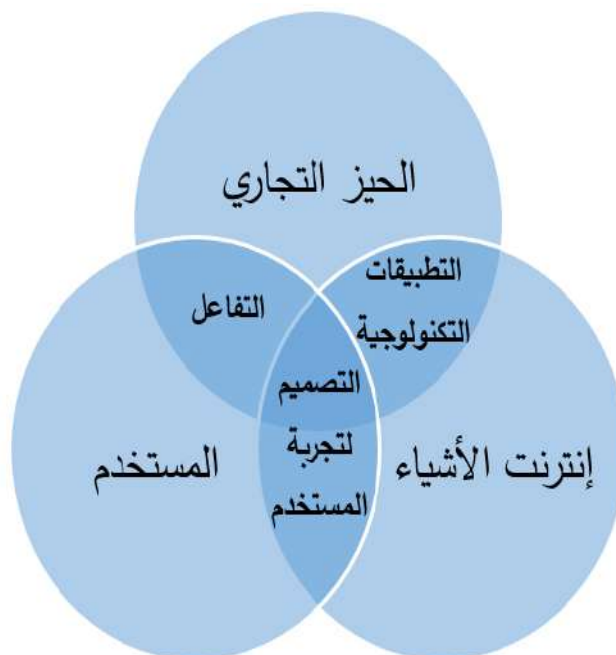 الحيز التجاري
التطبيقات
التكنولوجية
التفاعل
التصميم
لتجربة
المستخدم
إنترنت الأشياء
المستخدم